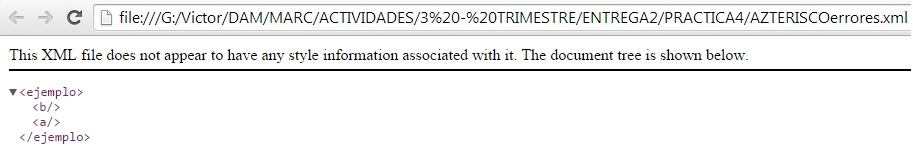 file:///G:/Victor/DAM/MARC/ACTIVIDADES/3%20-%20TRIMESTRE/ENTREGA2/PRACTICA4/AZTERISCOerrores.xml
This XML file does not appear to have any style information associated with it. The document tree is shown below.
▼<ejemplo>
<b/>
<a/>
</ejemplo>